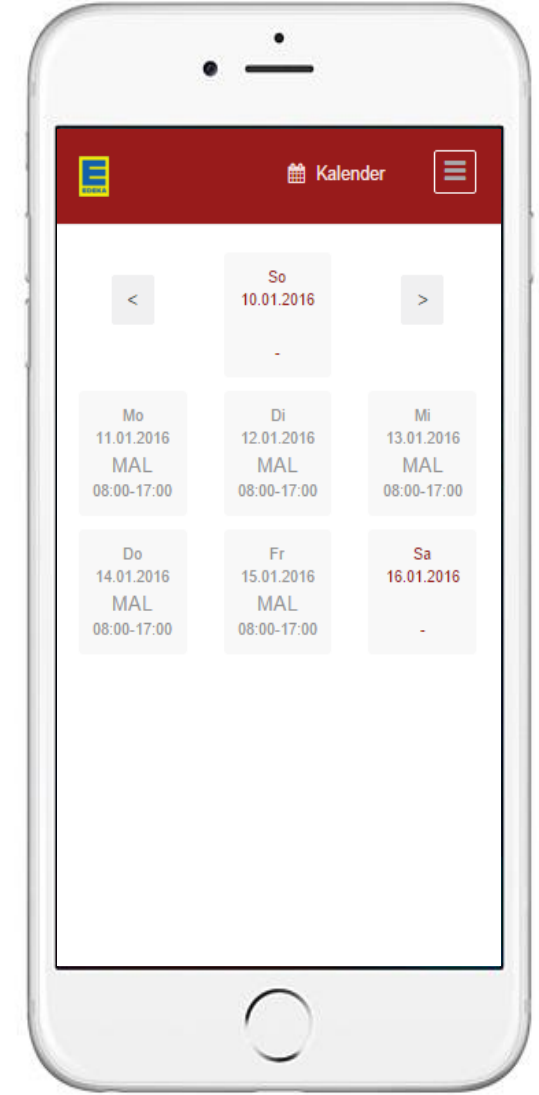 EDEKA
Kalender
<
So
10.01.2016
-
>
Mo
11.01.2016
MAL
08:00-17:00
Di
12.01.2016
MAL
08:00-17:00
Mi
13.01.2016
MAL
08:00-17:00
Do
14.01.2016
MAL
08:00-17:00
Fr
15.01.2016
MAL
08:00-17:00
Sa
16.01.2016
-